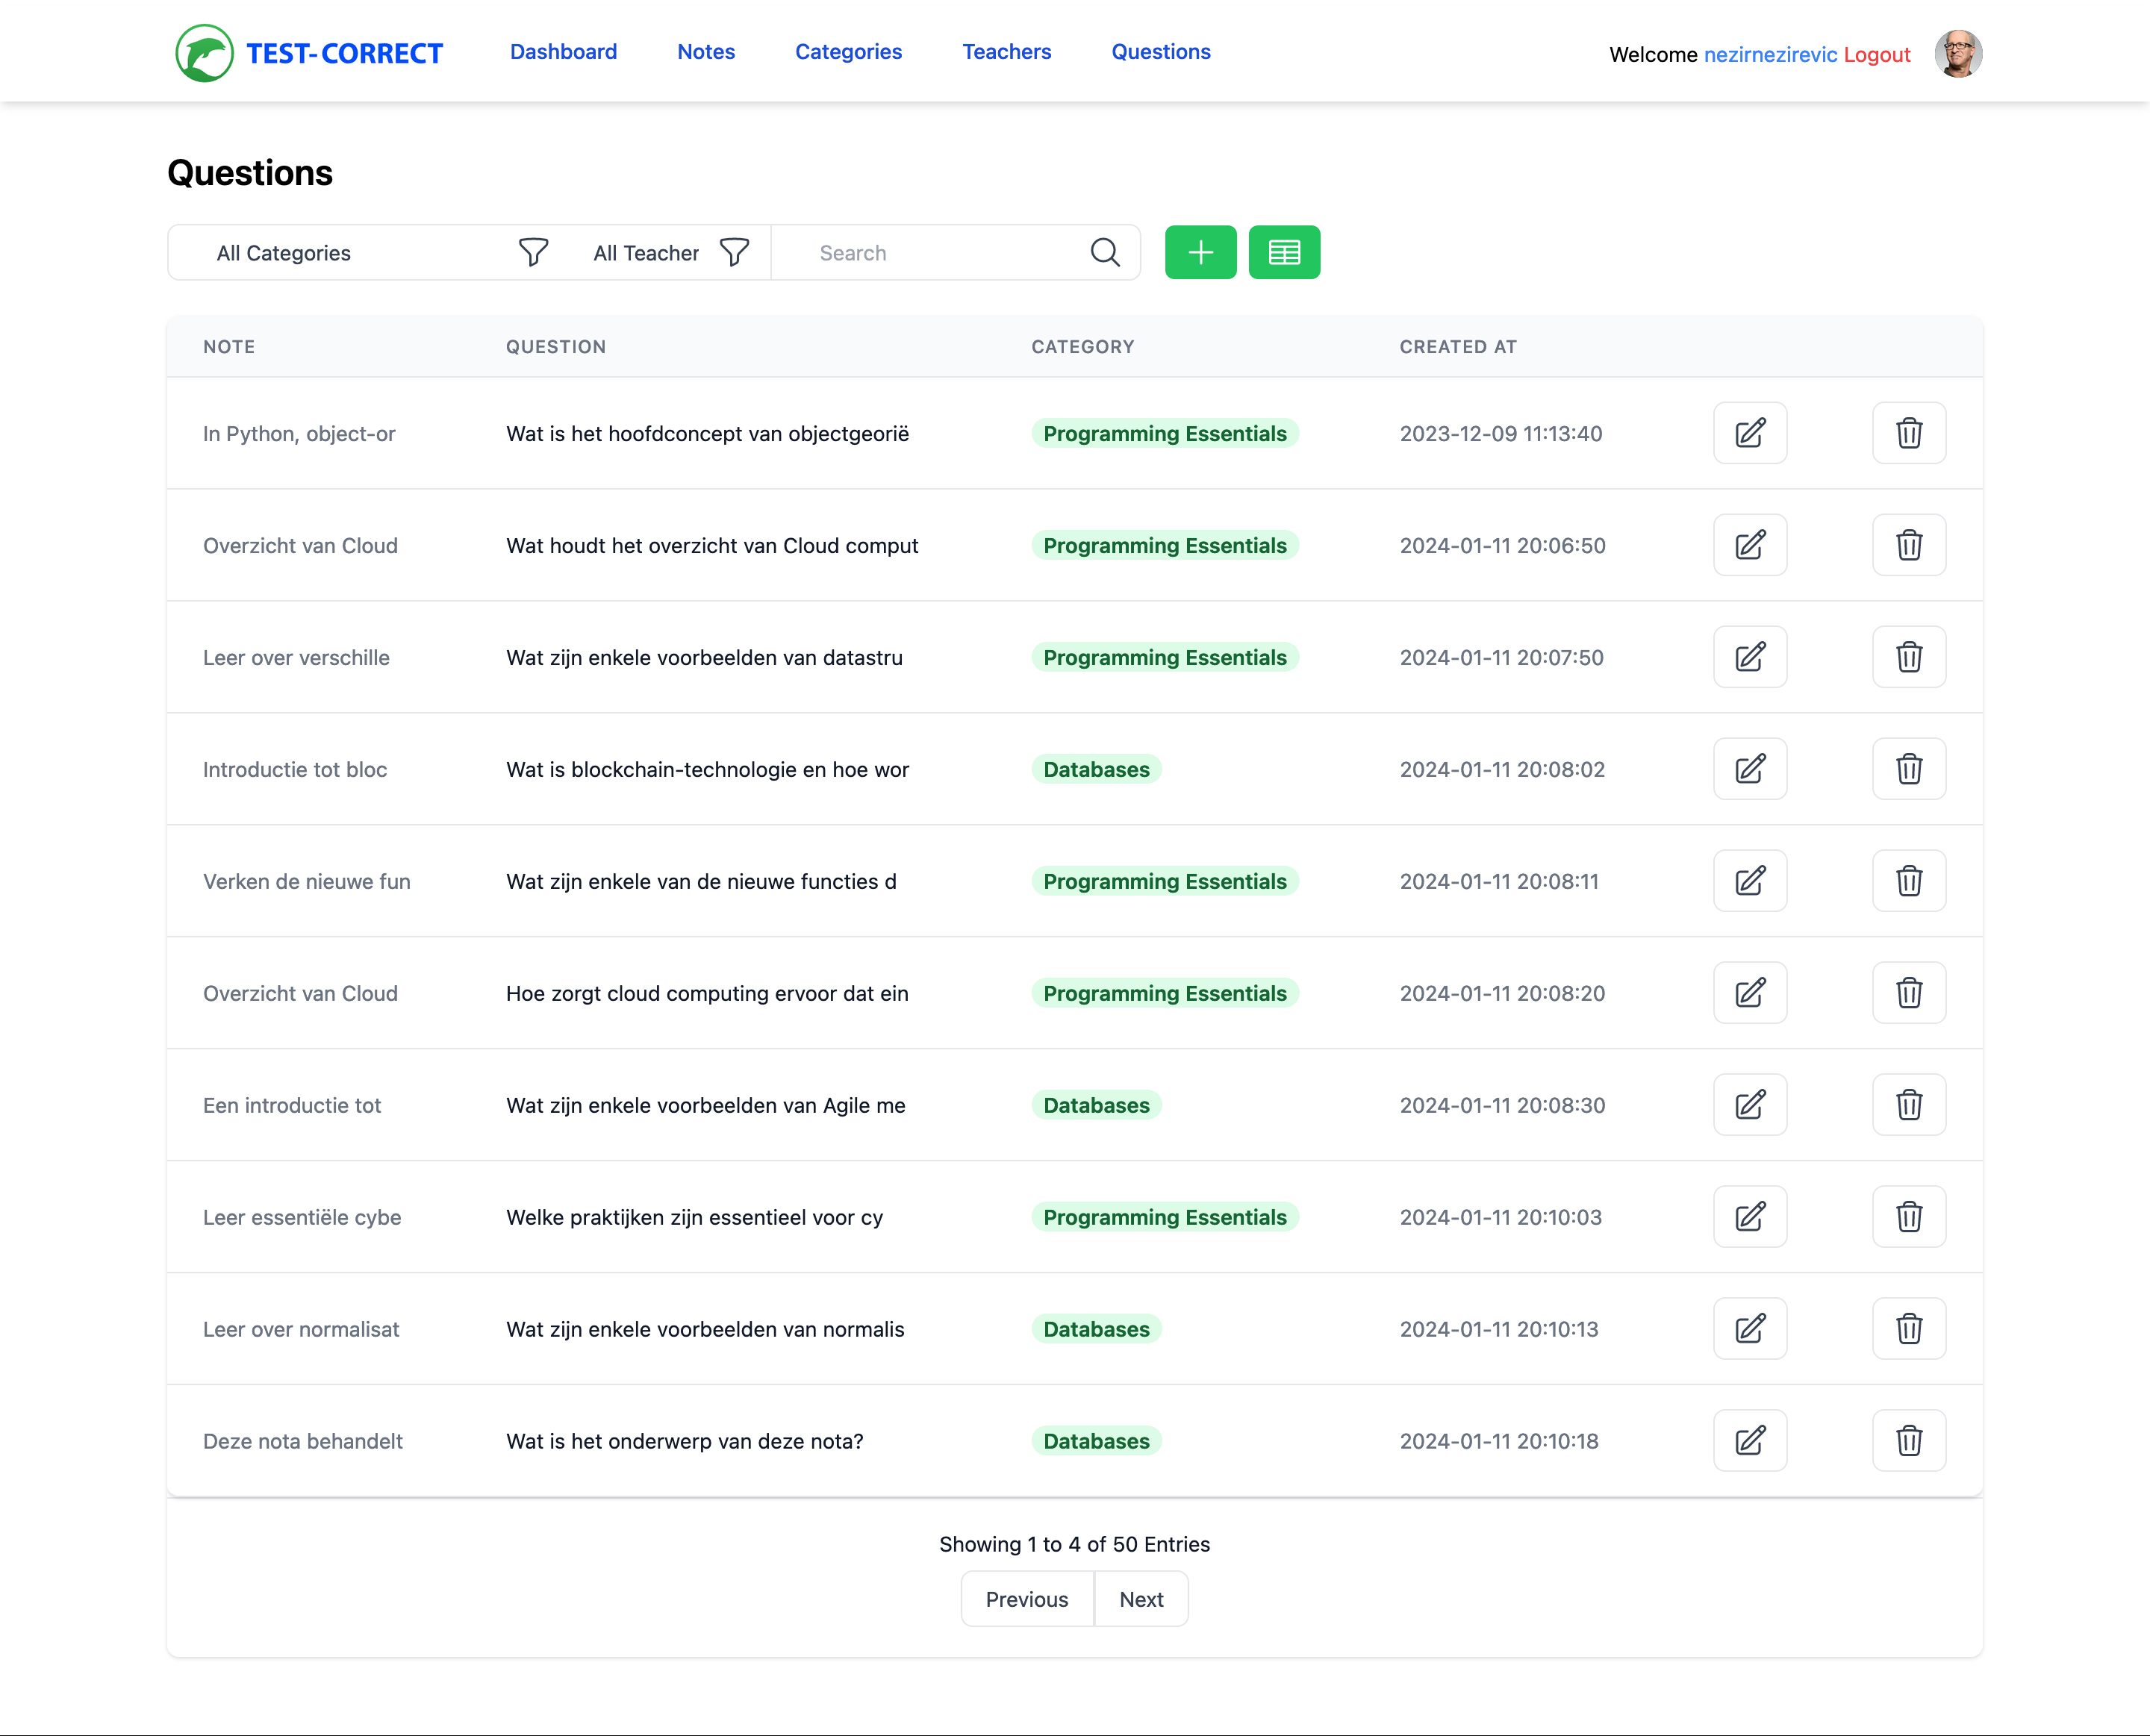 TEST-CORRECT Dashboard Notes Categories Teachers Questions Welcome nezirnezirevic Logout
Questions
All Categories All Teacher Search
NOTE QUESTION CATEGORY CREATED AT
In Python, object-or Wat is het hoofdconcept van objectgeorië Programming Essentials 2023-12-09 11:13:40
Overzicht van Cloud Wat houdt het overzicht van Cloud comput Programming Essentials 2024-01-11 20:06:50
Leer over verschille Wat zijn enkele voorbeelden van datastru Programming Essentials 2024-01-11 20:07:50
Introductie tot bloc Wat is blockchain-technologie en hoe wor Databases 2024-01-11 20:08:02
Verken de nieuwe fun Wat zijn enkele van de nieuwe functies d Programming Essentials 2024-01-11 20:08:11
Overzicht van Cloud Hoe zorgt cloud computing ervoor dat ein Programming Essentials 2024-01-11 20:08:20
Een introductie tot Wat zijn enkele voorbeelden van Agile me Databases 2024-01-11 20:08:30
Leer essentiële cybe Welke praktijken zijn essentieel voor cy Programming Essentials 2024-01-11 20:10:03
Leer over normalisat Wat zijn enkele voorbeelden van normalis Databases 2024-01-11 20:10:13
Deze nota behandelt Wat is het onderwerp van deze nota? Databases 2024-01-11 20:10:18
Showing 1 to 4 of 50 Entries
Previous Next